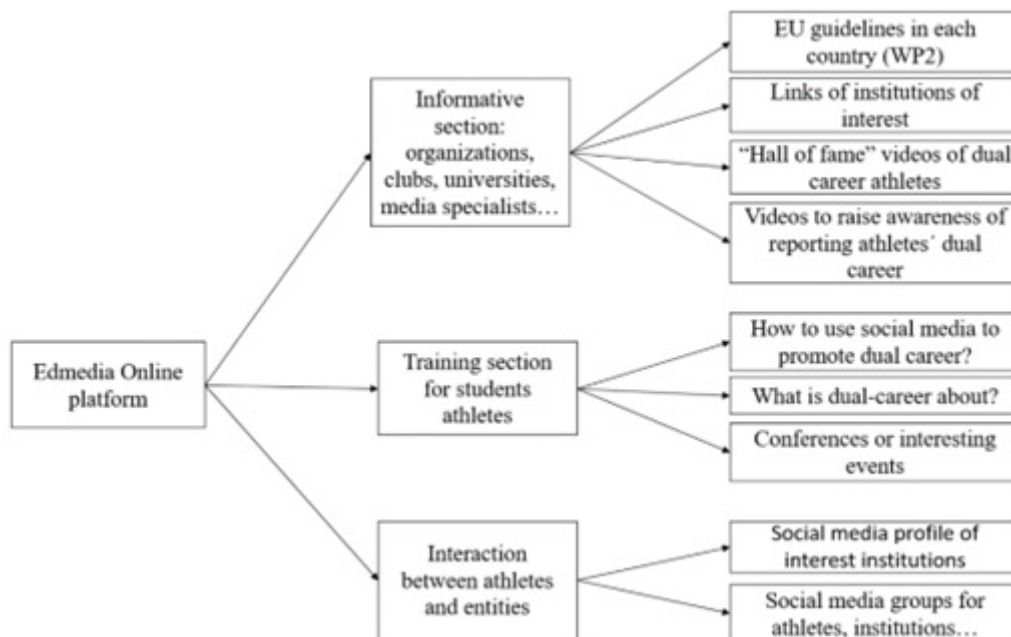 Edmedia Online
platform
Informative
section:
organizations,
clubs, universities,
media specialists…
Training section
for students
athletes
Interaction
between athletes
and entities
EU guidelines in each
country (WP2)
Links of institutions of
interest
“Hall of fame” videos of dual
career athletes
Videos to raise awareness of
reporting athletes´ dual
career
How to use social media to
promote dual career?
What is dual-career about?
Conferences or interesting
events
Social media profile of
interest institutions
Social media groups for
athletes, institutions…